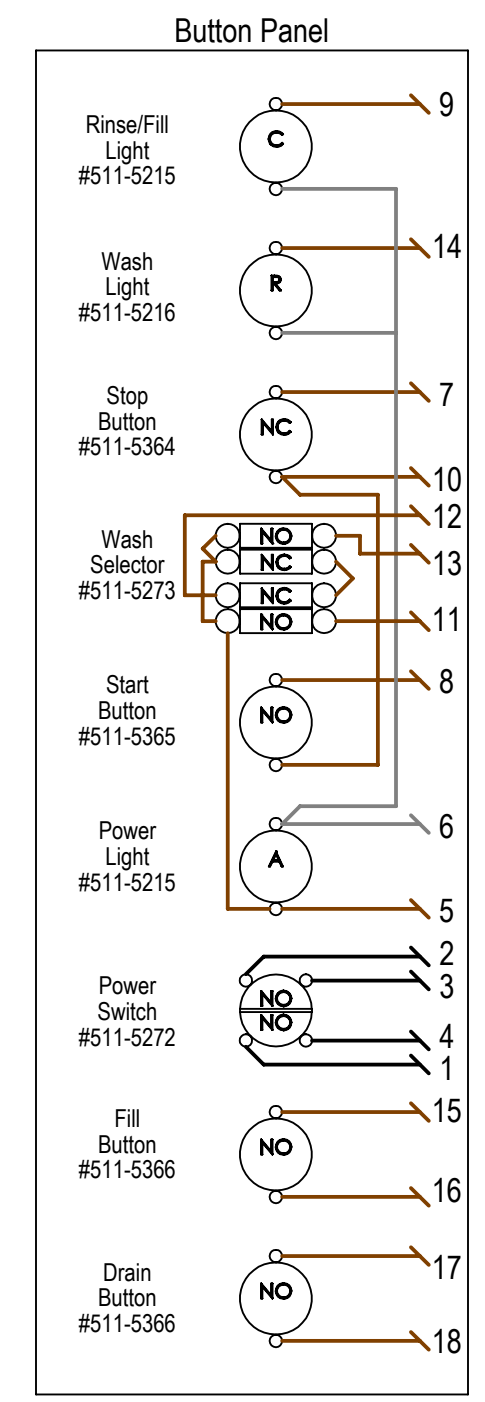 Button Panel
Rinse/Fill
Light
#511-5215
C
9
Wash
Light
#511-5216
R
14
Stop
Button
#511-5364
NC
7
10
12
Wash
Selector
#511-5273
NO
NC
NC
NO
13
11
Start
Button
#511-5365
NO
8
Power
Light
#511-5215
A
6
5
Power
Switch
#511-5272
NO
NO
2
3
4
1
Fill
Button
#511-5366
NO
15
16
Drain
Button
#511-5366
NO
17
18